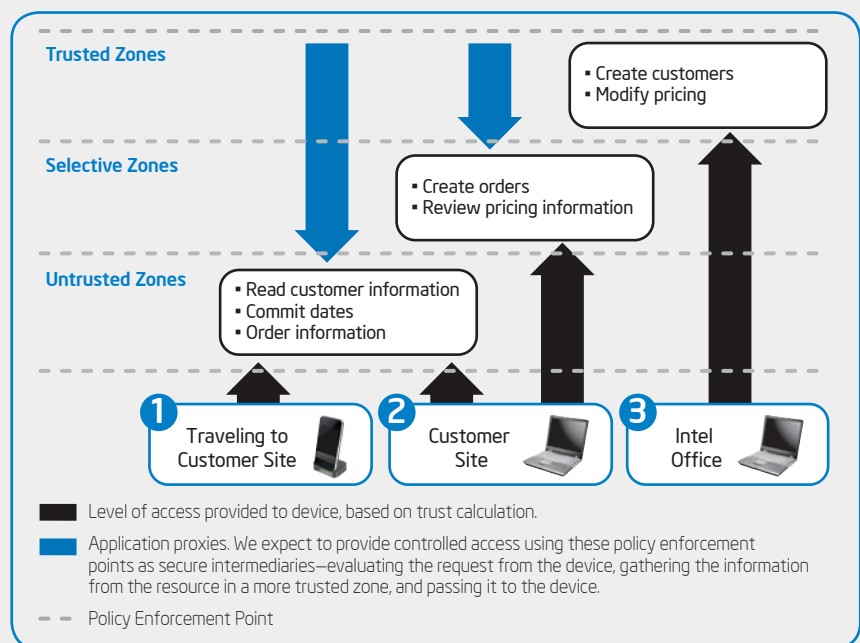 Trusted Zones
▪ Create customers
▪ Modify pricing
Selective Zones
▪ Create orders
▪ Review pricing information
Untrusted Zones
▪ Read customer information
▪ Commit dates
▪ Order information
1
Traveling to
Customer Site
2
Customer
Site
3
Intel
Office
Level of access provided to device, based on trust calculation.
Application proxies. We expect to provide controlled access using these policy enforcement
points as secure intermediaries—evaluating the request from the device, gathering the information
from the resource in a more trusted zone, and passing it to the device.
Policy Enforcement Point